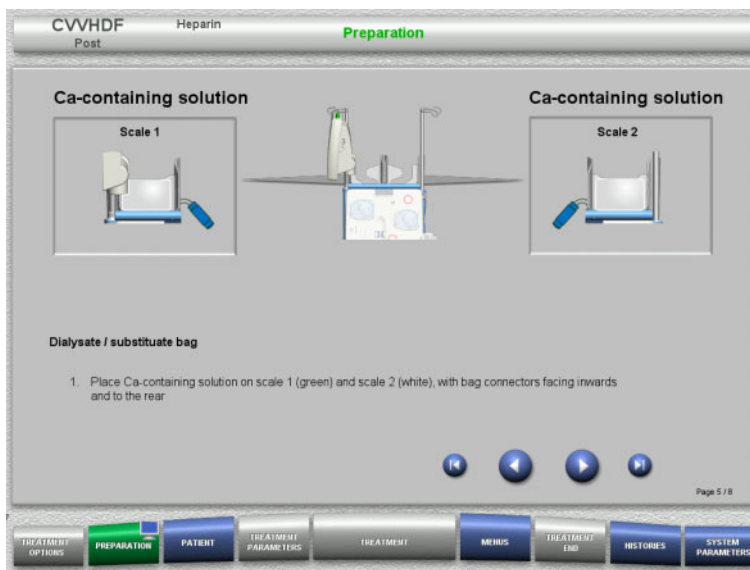 CVVHDF
Heparin
Preparation
Post
Ca-containing solution
Ca-containing solution
Scale 1
Scale 2
Dialysate / substituate bag
1. Place Ca-containing solution on scale 1 (green) and scale 2 (white), with bag connectors facing inwards
and to the rear
Page 5 / 8
TREATMENT
OPTIONS
PREPARATION
PATIENT
TREATMENT
PARAMETERS
TREATMENT
MENUS
TREATMENT
END
HISTORIES
SYSTEM
PARAMETERS